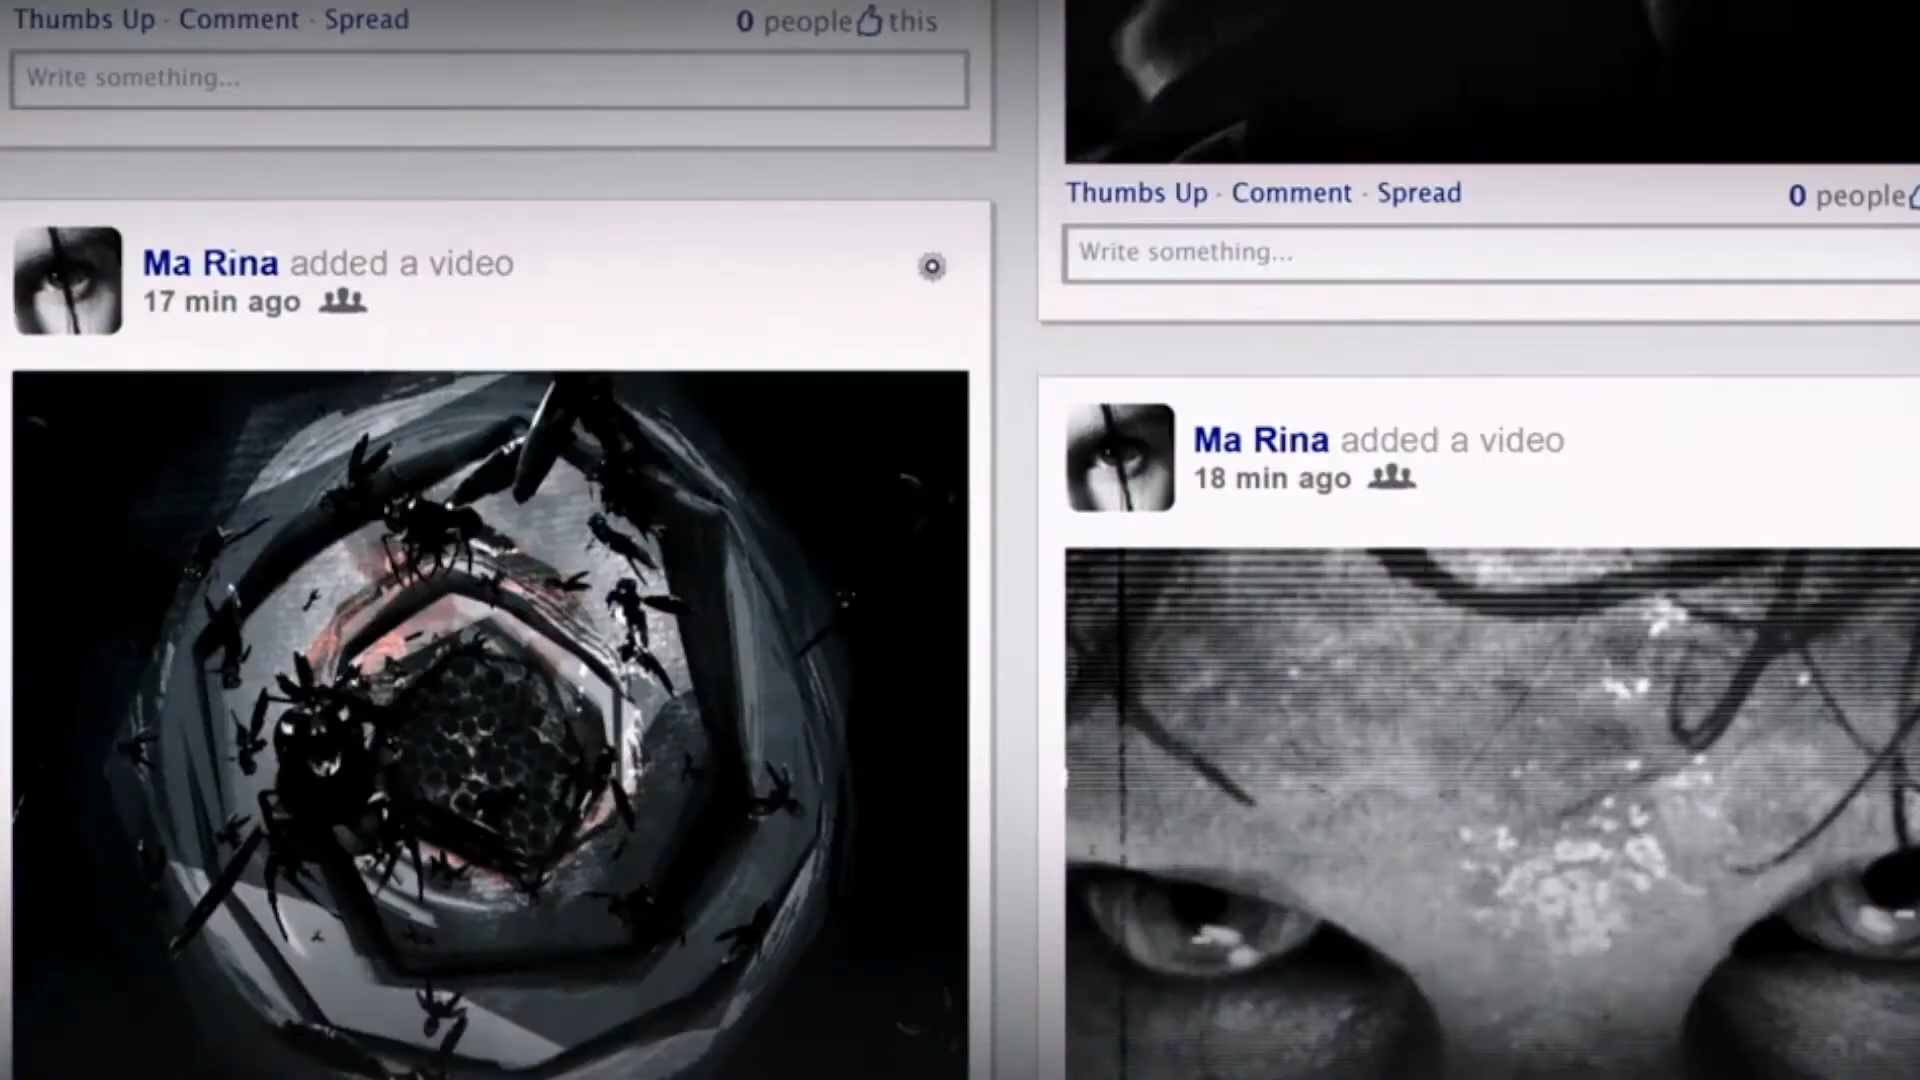 Thumbs Up · Comment · Spread
0 people this
Write something...
Ma Rina added a video
17 min ago
Thumbs Up · Comment · Spread
0 people
Write something...
Ma Rina added a video
18 min ago